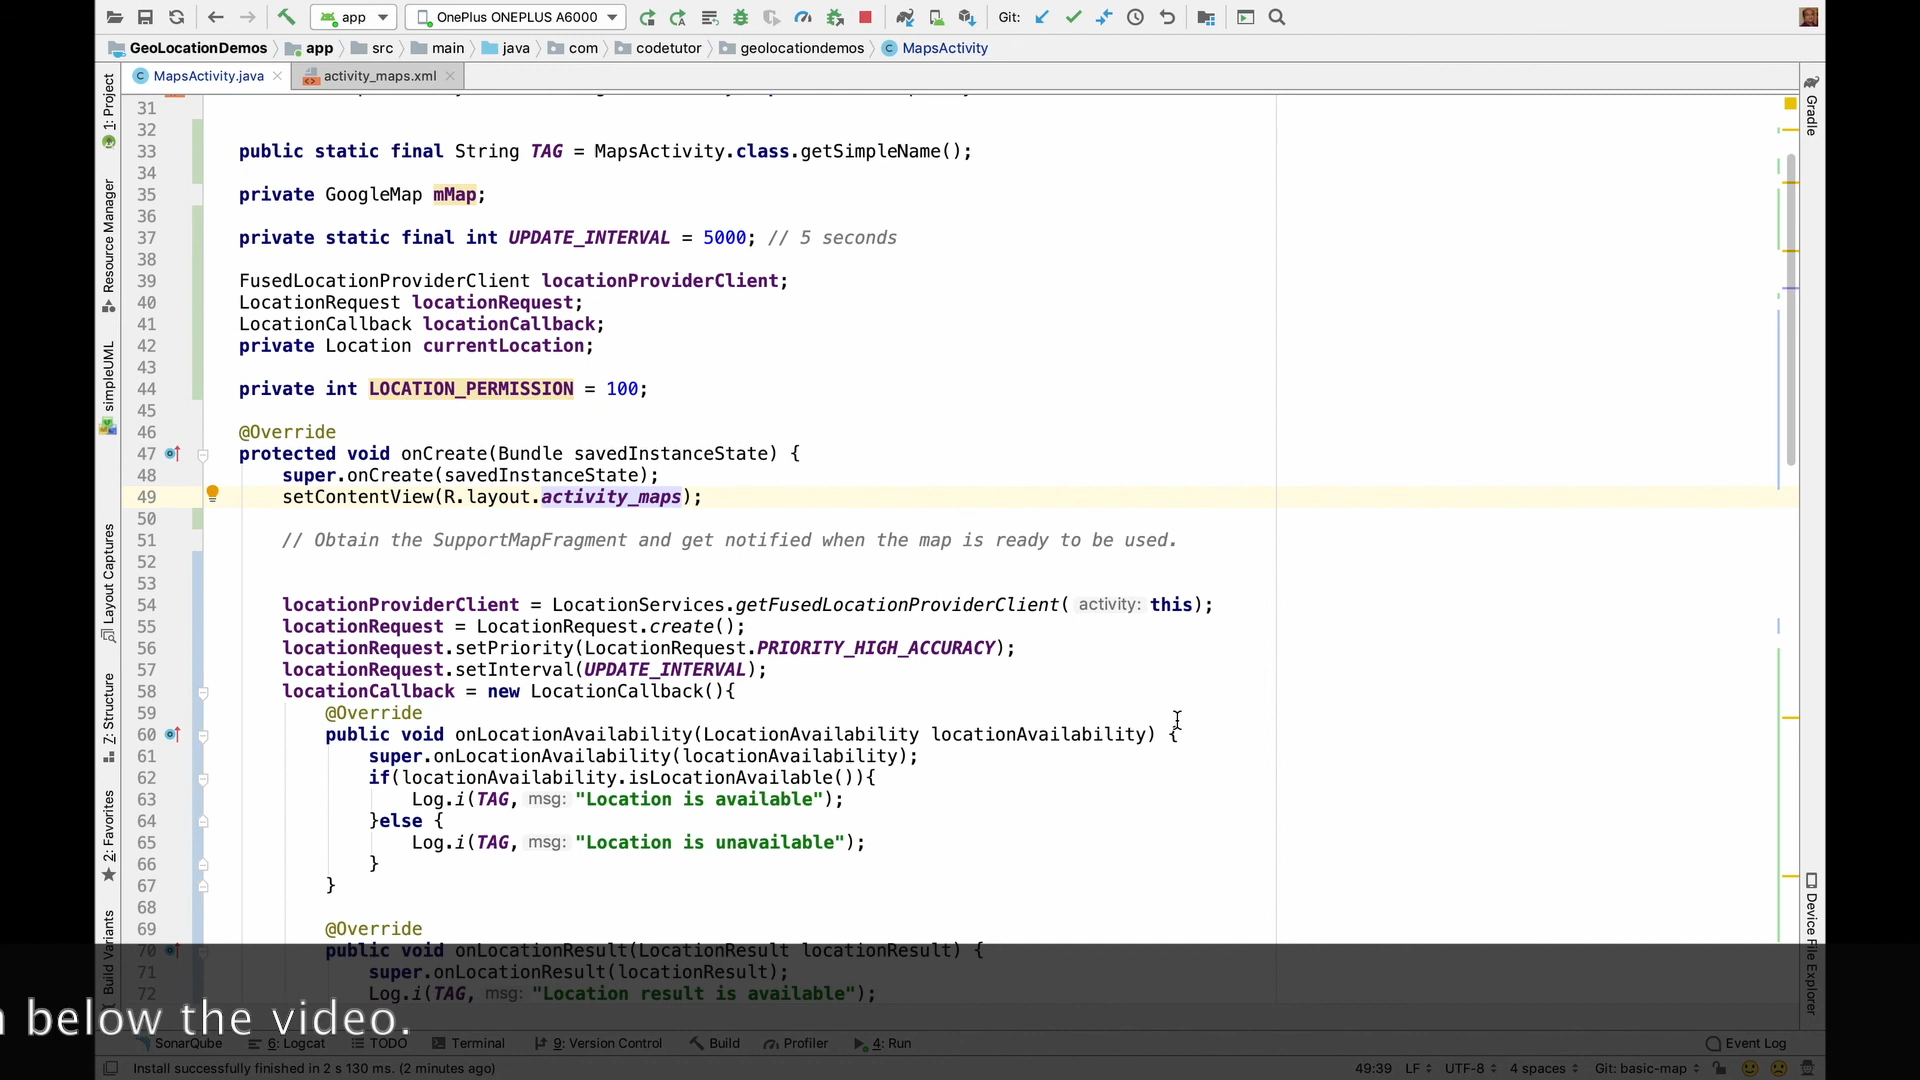 app
OnePlus ONEPLUS A6000
Git:
GeoLocationDemos
app
src
main
java
com
codetutor
geolocationdemos
MapsActivity
MapsActivity.java
activity_maps.xml
1: Project
Resource Manager
simpleUML
Layout Captures
Z: Structure
2: Favorites
Build Variants
Gradle
Device File Explorer
31
32
33 public static final String TAG = MapsActivity.class.getSimpleName();
34
35 private GoogleMap mMap;
36
37 private static final int UPDATE_INTERVAL = 5000; // 5 seconds
38
39 FusedLocationProviderClient locationProviderClient;
40 LocationRequest locationRequest;
41 LocationCallback locationCallback;
42 private Location currentLocation;
43
44 private int LOCATION_PERMISSION = 100;
45
46 @Override
47 protected void onCreate(Bundle savedInstanceState) {
48 super.onCreate(savedInstanceState);
49 setContentView(R.layout.activity_maps);
50
51 // Obtain the SupportMapFragment and get notified when the map is ready to be used.
52
53
54 locationProviderClient = LocationServices.getFusedLocationProviderClient( activity: this);
55 locationRequest = LocationRequest.create();
56 locationRequest.setPriority(LocationRequest.PRIORITY_HIGH_ACCURACY);
57 locationRequest.setInterval(UPDATE_INTERVAL);
58 locationCallback = new LocationCallback(){
59 @Override
60 public void onLocationAvailability(LocationAvailability locationAvailability) {
61 super.onLocationAvailability(locationAvailability);
62 if(locationAvailability.isLocationAvailable()){
63 Log.i(TAG, msg: "Location is available");
64 }else {
65 Log.i(TAG, msg: "Location is unavailable");
66 }
67 }
68
69 @Override
70 public void onLocationResult(LocationResult locationResult) {
71 super.onLocationResult(locationResult);
72 Log.i(TAG, msg: "Location result is available");
below the video.
SonarQube
6: Logcat
TODO
Terminal
9: Version Control
Build
Profiler
4: Run
Event Log
Install successfully finished in 2 s 130 ms. (2 minutes ago)
49:39
LF
UTF-8
4 spaces
Git: basic-map